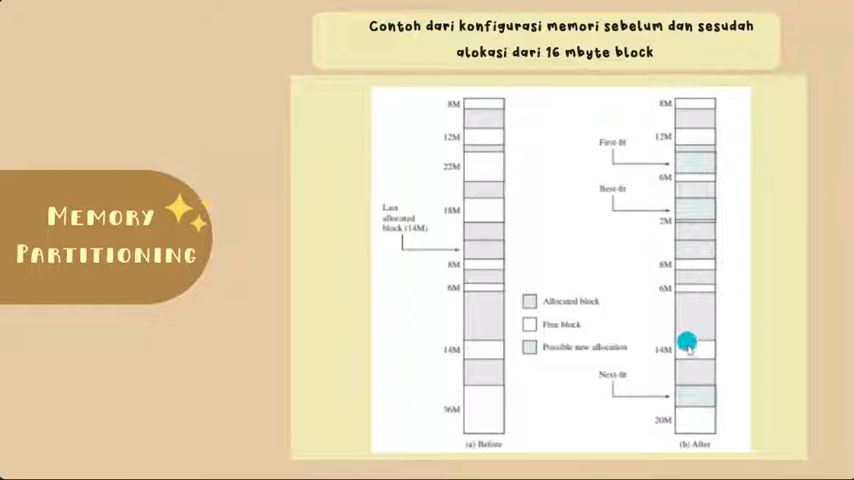 Contoh dari konfigurasi memori sebelum dan sesudah
alokasi dari 16 mbyte block
MEMORY
PARTITIONING
8M
12M
22M
Last
allocated
block (14M)
18M
8M
6M
14M
36M
(a) Before
Allocated block
Free block
Possible new allocation
8M
12M
First-fit
6M
Best-fit
2M
8M
6M
14M
Next-fit
20M
(b) After